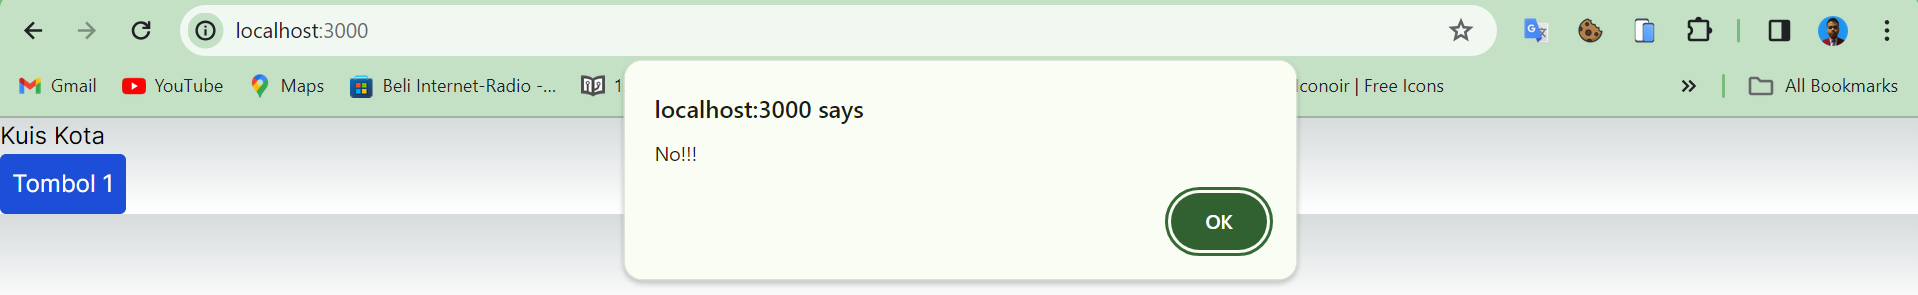 localhost:3000
Gmail YouTube Maps Beli Internet-Radio -... 1 Iconoir | Free Icons » All Bookmarks
localhost:3000 says
No!!!
OK
Kuis Kota
Tombol 1